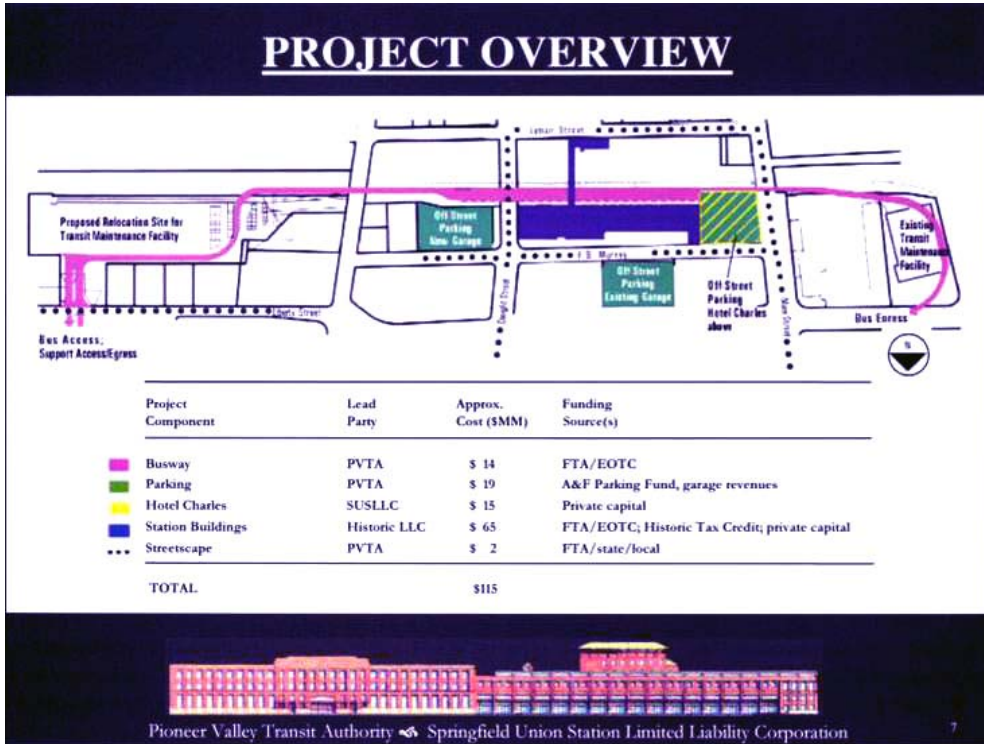 PROJECT OVERVIEW
Lyman Street
Proposed Relocation Site for
Transit Maintenance Facility
Off Street
Parking
New Garage
Existing
Transit
Maintenance
Facility
Off Street
Parking
Existing Garage
Off Street
Parking
Hotel Charles
above
Dwight Street
Main Street
Street
Bus Egress
Bus Access;
Support Access/Egress
Project
Component
Lead
Party
Approx.
Cost ($MM)
Funding
Source(s)
Busway PVTA $ 14 FTA/EOTC
Parking PVTA $ 19 A&F Parking Fund, garage revenues
Hotel Charles SUSLLC $ 15 Private capital
Station Buildings Historic LLC $ 65 FTA/EOTC; Historic Tax Credit; private capital
Streetscape PVTA $ 2 FTA/state/local
TOTAL $115
Pioneer Valley Transit Authority Springfield Union Station Limited Liability Corporation
7